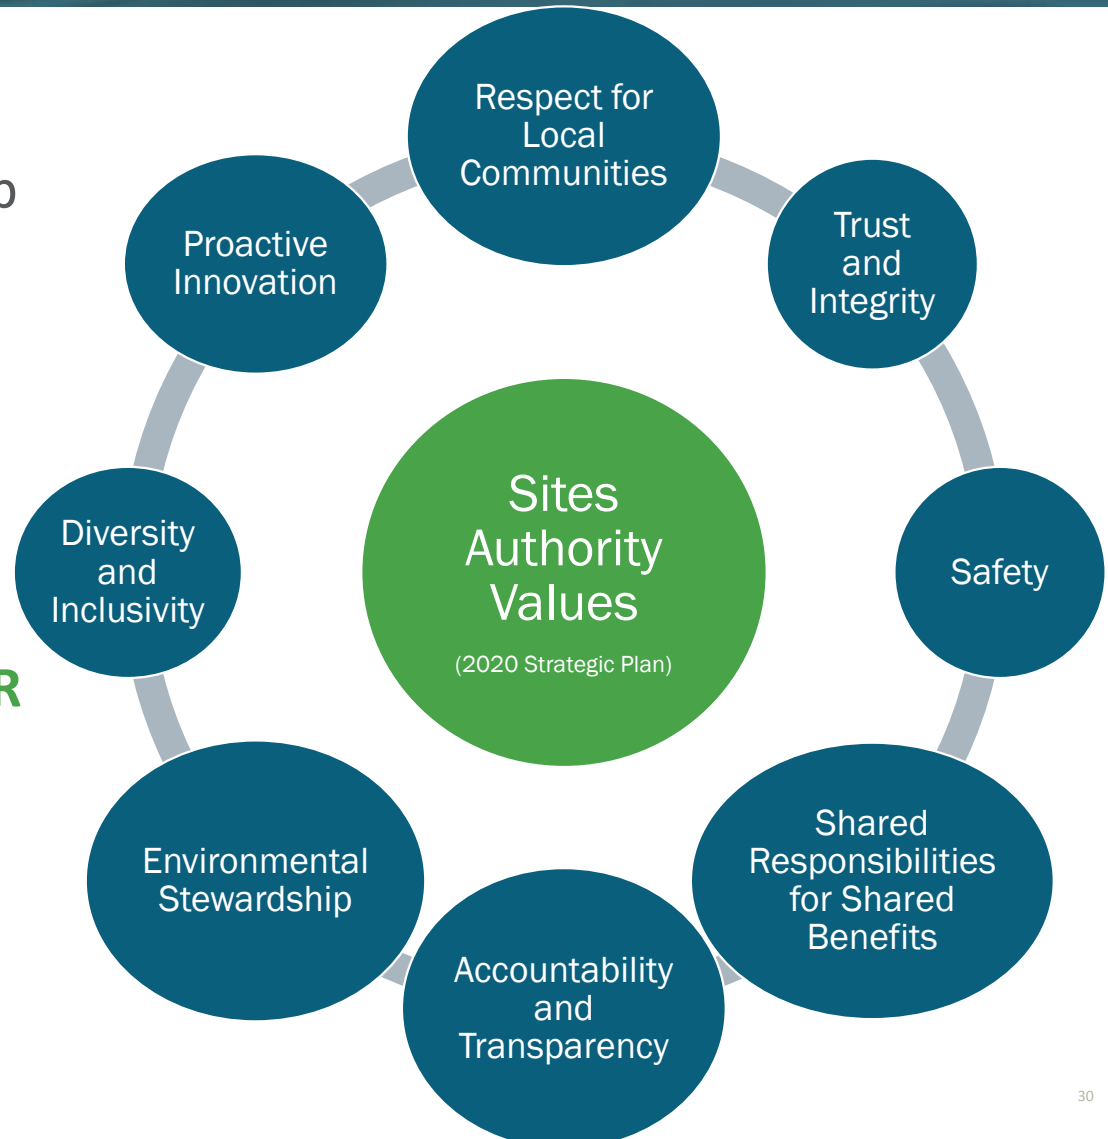 Respect for
Local
Communities
p
Proactive
Innovation
Trust
and
Integrity
Sites
Authority
Values
(2020 Strategic Plan)
Diversity
and
Inclusivity
Safety
R
Environmental
Stewardship
Shared
Responsibilities
for Shared
Benefits
Accountability
and
Transparency
30